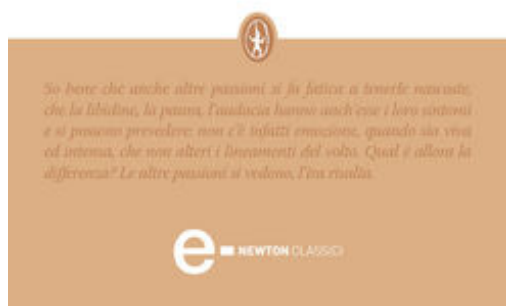 So bene che anche altre passioni si fa fatica a tenerle nascoste,
che la libidine, la paura, l'audacia hanno anch'esse i loro sintomi
e si possono prevedere: non c'è infatti emozione, quando sia viva
ed intensa, che non alteri i lineamenti del volto. Qual è allora la
differenza? Le altre passioni si vedono, l'ira risalta.
e NEWTON CLASSICI